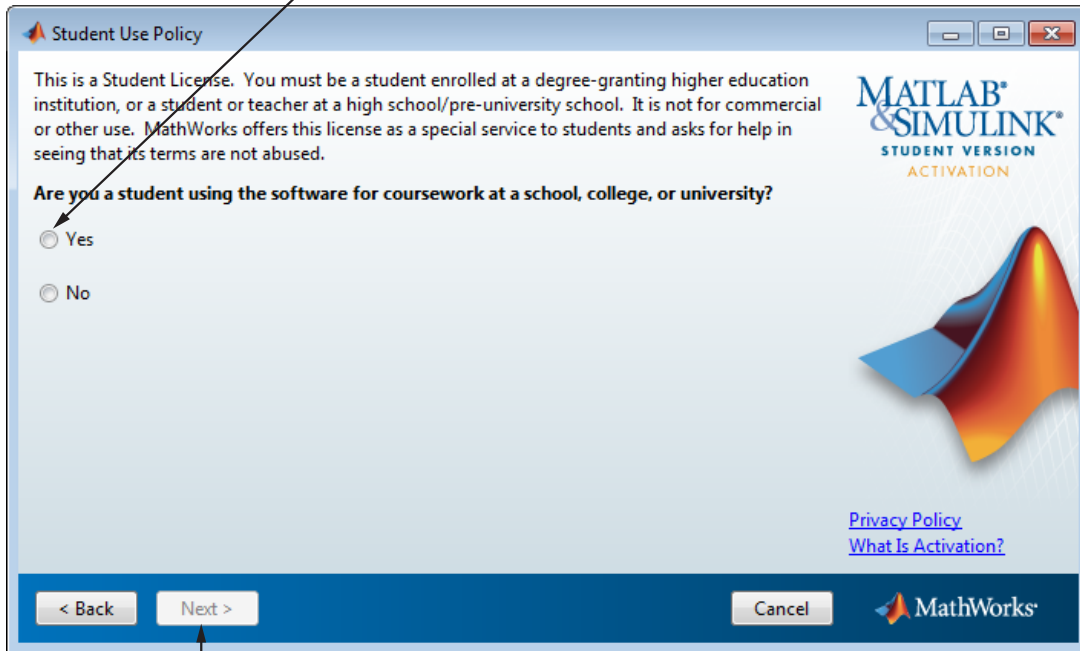 Student Use Policy
This is a Student License. You must be a student enrolled at a degree-granting higher education
institution, or a student or teacher at a high school/pre-university school. It is not for commercial
or other use. MathWorks offers this license as a special service to students and asks for help in
seeing that its terms are not abused.
Are you a student using the software for coursework at a school, college, or university?
Yes
No
MATLAB®
&SIMULINK®
STUDENT VERSION
ACTIVATION
Privacy Policy
What Is Activation?
< Back
Next >
Cancel
MathWorks®